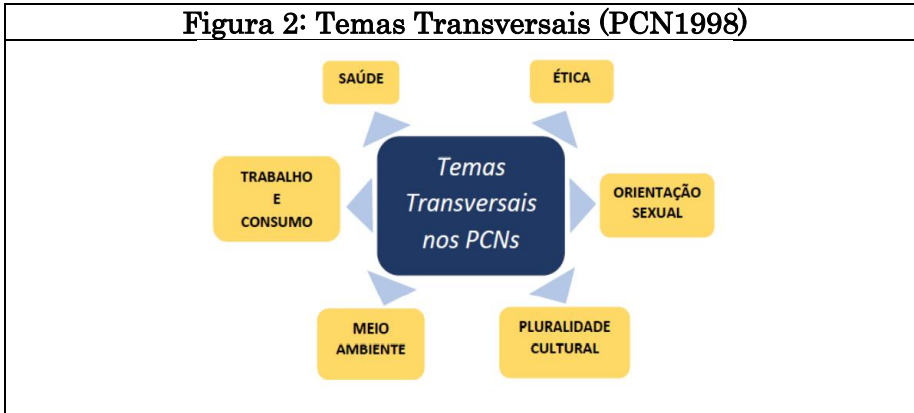 Figura 2: Temas Transversais (PCN1998)
SAÚDE
ÉTICA
TRABALHO
E
CONSUMO
Temas
Transversais
nos PCNs
ORIENTAÇÃO
SEXUAL
MEIO
AMBIENTE
PLURALIDADE
CULTURAL